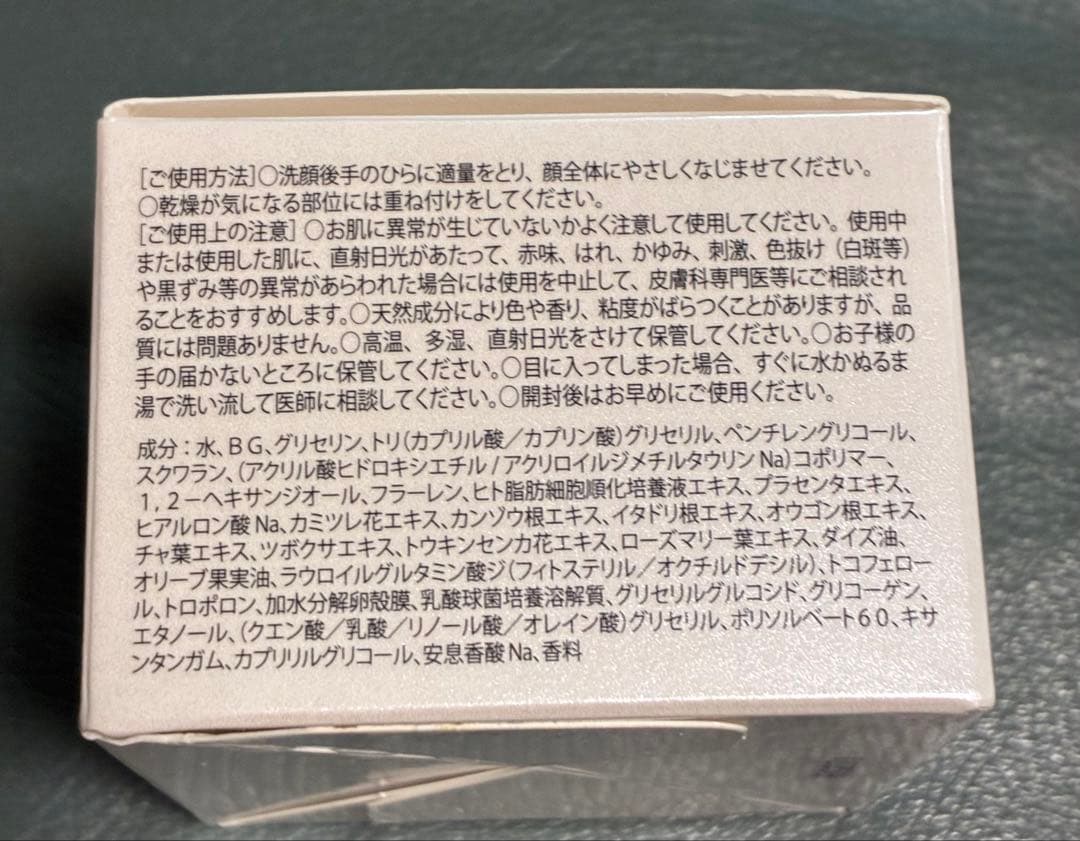 [ご使用方法]○洗顔後手のひらに適量をとり、顔全体にやさしくなじませてください。
○乾燥が気になる部位には重ね付けをしてください。
[ご使用上の注意]○お肌に異常が生じていないかよく注意して使用してください。使用中
または使用した肌に、直射日光があたって、赤味、はれ、かゆみ、刺激、色抜け（白斑等）
や黒ずみ等の異常があらわれた場合には使用を中止して、皮膚科専門医等にご相談され
ることをおすすめします。○天然成分により色や香り、粘度がばらつくことがありますが、品
質には問題ありません。○高温、多湿、直射日光をさけて保管してください。○お子様の
手の届かないところに保管してください。○目に入ってしまった場合、すぐに水かぬるま
湯で洗い流して医師に相談してください。○開封後はお早めにご使用ください。
成分：水、ＢＧ、グリセリン、トリ（カプリル酸／カプリン酸）グリセリル、ペンチレングリコール、
スクワラン、（アクリル酸ヒドロキシエチル/アクリロイルジメチルタウリンNa）コポリマー、
1,2－ヘキサンジオール、フラーレン、ヒト脂肪細胞順化培養液エキス、プラセンタエキス、
ヒアルロン酸Na、カミツレ花エキス、カンゾウ根エキス、イタドリ根エキス、オウゴン根エキス、
チャ葉エキス、ツボクサエキス、トウキンセンカ花エキス、ローズマリー葉エキス、ダイズ油、
オリーブ果実油、ラウロイルグルタミン酸ジ（フィトステリル／オクチルドデシル）、トコフェロー
ル、トロポロン、加水分解卵殻膜、乳酸球菌培養溶解質、グリセリルグルコシド、グリコーゲン、
エタノール、（クエン酸／乳酸／リノール酸／オレイン酸）グリセリル、ポリソルベート６０、キサ
ンタンガム、カプリリルグリコール、安息香酸Na、香料